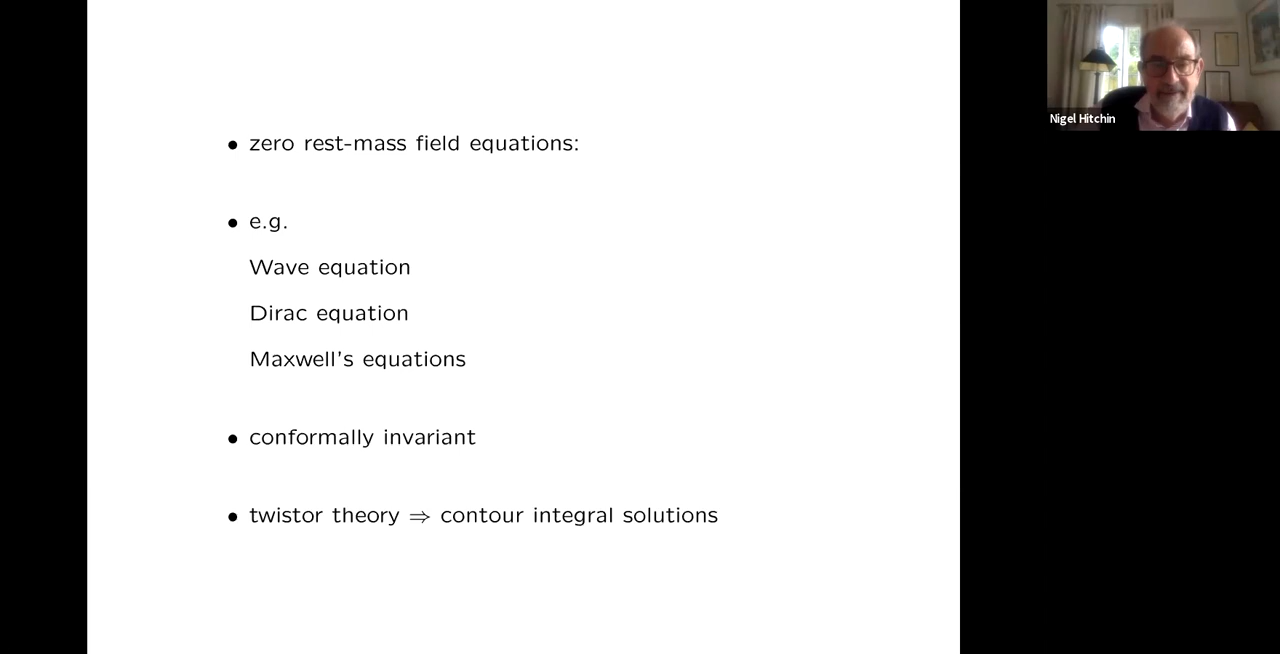 • zero rest-mass field equations:
• e.g.
Wave equation
Dirac equation
Maxwell's equations
• conformally invariant
• twistor theory ⇒ contour integral solutions
Nigel Hitchin